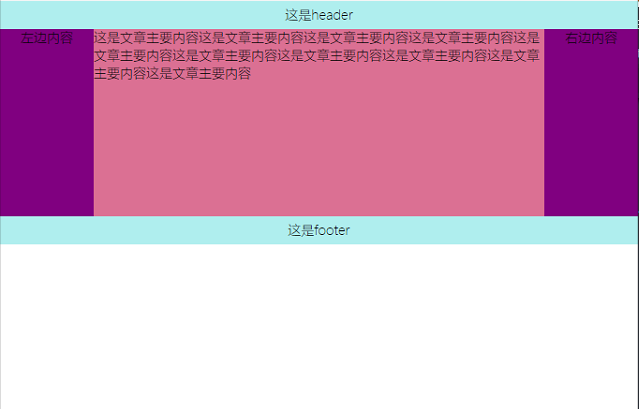 这是header
左边内容
这是文章主要内容这是文章主要内容这是文章主要内容这是文章主要内容这是
文章主要内容这是文章主要内容这是文章主要内容这是文章主要内容这是文章
主要内容这是文章主要内容
右边内容
这是footer